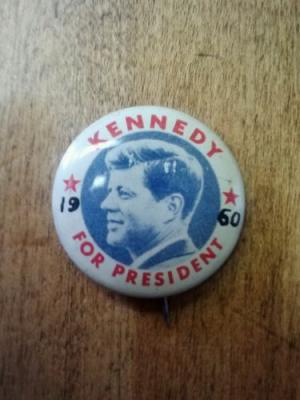 KENNEDY
19 60
FOR PRESIDENT